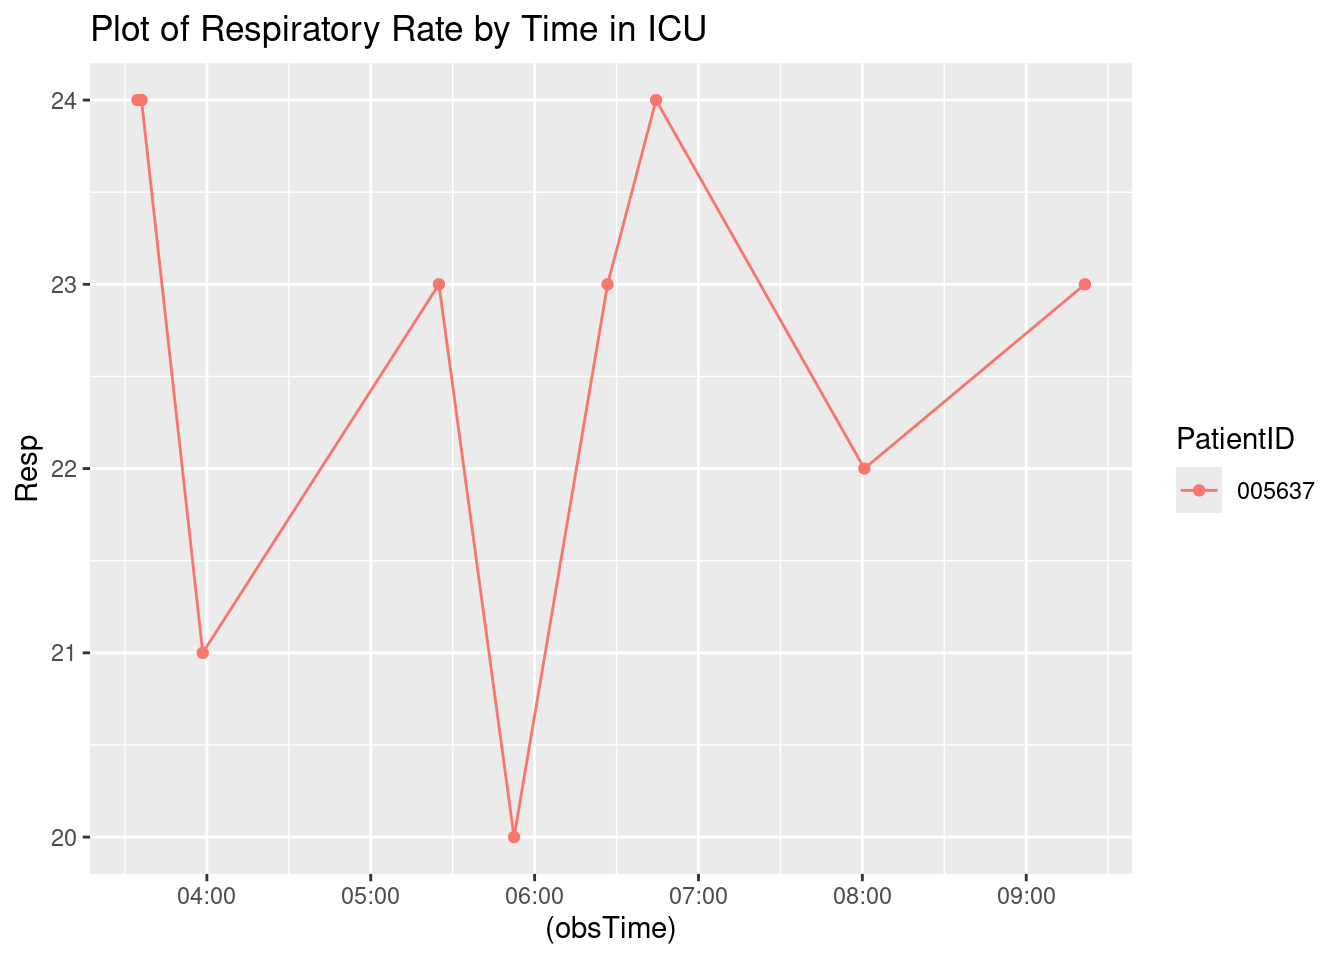 Plot of Respiratory Rate by Time in ICU
24
23
22
21
20
Resp
04:00 05:00 06:00 07:00 08:00 09:00
(obsTime)
PatientID
005637